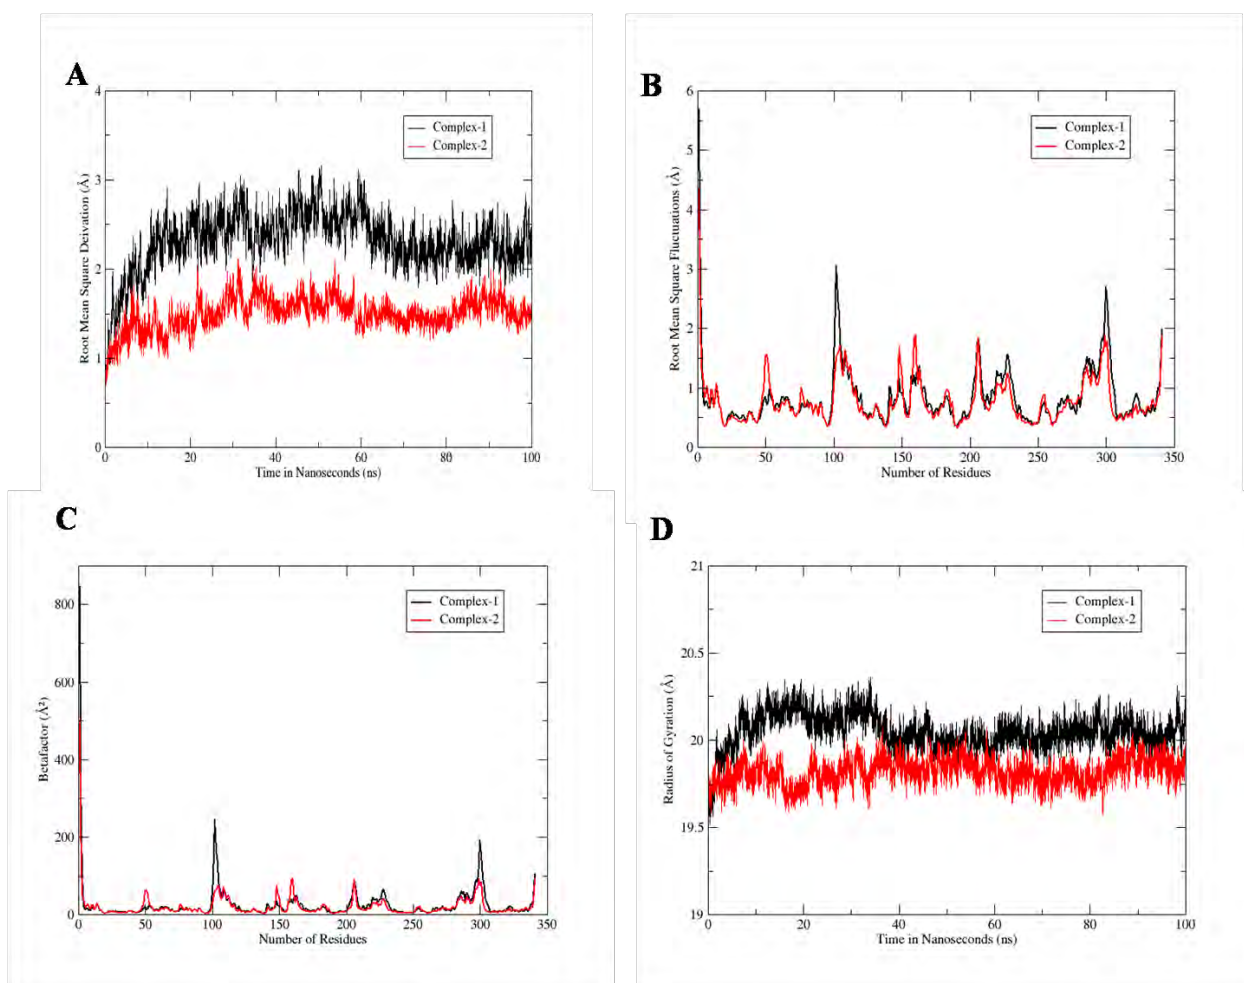 A
4
3
2
1
0
Root Mean Square Deivation (Å)
Complex-1
Complex-2
0 20 40 60 80 100
Time in Nanoseconds (ns)
B
6
5
4
3
2
1
0
Root Mean Square Fluctuations (Å)
Complex-1
Complex-2
0 50 100 150 200 250 300 350
Number of Residues
C
800
600
400
200
0
Betafactor (Å²)
Complex-1
Complex-2
0 50 100 150 200 250 300 350
Number of Residues
D
21
20.5
20
19.5
19
Radius of Gyration (Å)
Complex-1
Complex-2
0 20 40 60 80 100
Time in Nanoseconds (ns)